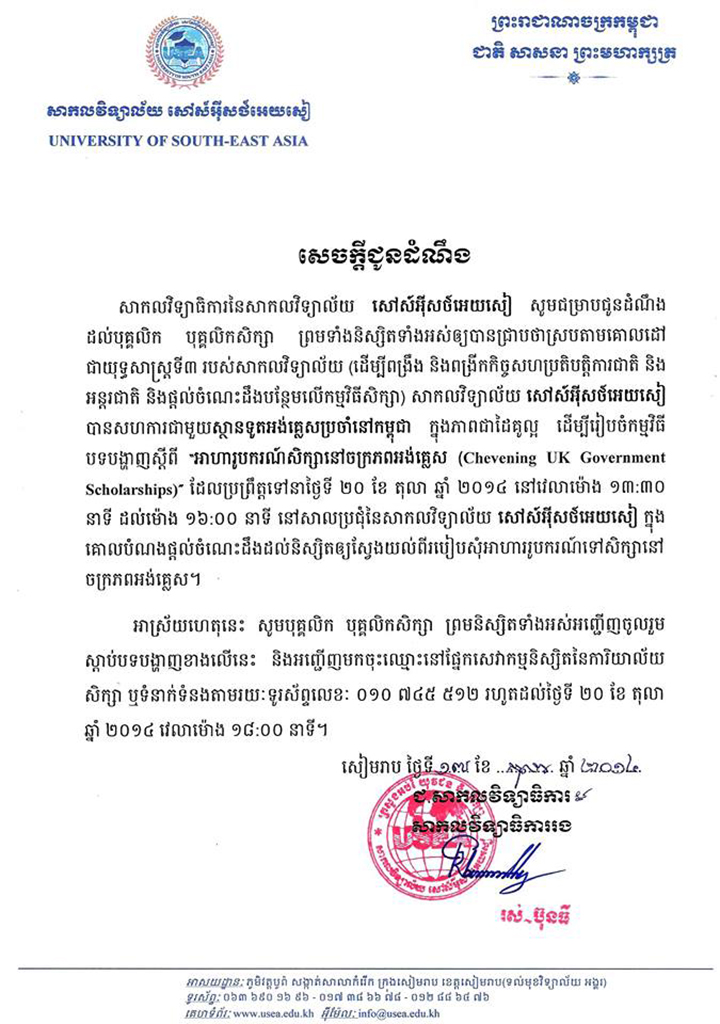 ព្រះរាជាណាចក្រកម្ពុជា
ជាតិ សាសនា ព្រះមហាក្សត្រ
សាកលវិទ្យាល័យ សៅស៍អ៊ីសថ៍អេយសៀ
UNIVERSITY OF SOUTH-EAST ASIA
សេចក្តីជូនដំណឹង
សាកលវិទ្យាធិការនៃសាកលវិទ្យាល័យ សៅស៍អ៊ីសថ៍អេយសៀ សូមជម្រាបជូនដំណឹង
ដល់បុគ្គលិក បុគ្គលិកសិក្សា ព្រមទាំងនិស្សិតទាំងអស់ឲ្យបានជ្រាបថាស្របតាមគោលដៅ
ជាយុទ្ធសាស្ត្រទី៣ របស់សាកលវិទ្យាល័យ (ដើម្បីពង្រឹង និងពង្រីកកិច្ចសហប្រតិបត្តិការជាតិ និង
អន្តរជាតិ និងផ្តល់ចំណេះដឹងបន្ថែមលើកម្មវិធីសិក្សា) សាកលវិទ្យាល័យ សៅស៍អ៊ីសថ៍អេយសៀ
បានសហការជាមួយស្ថានទូតអង់គ្លេសប្រចាំនៅកម្ពុជា ក្នុងភាពជាដៃគូល្អ ដើម្បីរៀបចំកម្មវិធី
បទបង្ហាញស្តីពី "អាហារូបករណ៍សិក្សានៅចក្រភពអង់គ្លេស (Chevening UK Government
Scholarships)" ដែលប្រព្រឹត្តទៅនាថ្ងៃទី ២០ ខែ តុលា ឆ្នាំ ២០១៤ នៅវេលាម៉ោង ១៣:៣០
នាទី ដល់ម៉ោង ១៦:០០ នាទី នៅសាលប្រជុំនៃសាកលវិទ្យាល័យ សៅស៍អ៊ីសថ៍អេយសៀ ក្នុង
គោលបំណងផ្តល់ចំណេះដឹងដល់និស្សិតឲ្យស្វែងយល់ពីរបៀបសុំអាហាររូបករណ៍ទៅសិក្សានៅ
ចក្រភពអង់គ្លេស។
អាស្រ័យហេតុនេះ សូមបុគ្គលិក បុគ្គលិកសិក្សា ព្រមនិស្សិតទាំងអស់អញ្ជើញចូលរួម
ស្តាប់បទបង្ហាញខាងលើនេះ និងអញ្ជើញមកចុះឈ្មោះនៅផ្នែកសេវាកម្មនិស្សិតនៃការិយាល័យ
សិក្សា ឬទំនាក់ទំនងតាមរយៈទូរស័ព្ទលេខៈ ០១០ ៧៤៥ ៥១២ រហូតដល់ថ្ងៃទី ២០ ខែ តុលា
ឆ្នាំ ២០១៤ វេលាម៉ោង ១៨:០០ នាទី។
សៀមរាប ថ្ងៃទី ១៧ ខែ ..តុលា.. ឆ្នាំ ២០១៤.
ជ.សាកលវិទ្យាធិការ
សាកលវិទ្យាធិការរង
USEA
រស់ ប៊ុនធី
អាសយដ្ឋាន: ភូមិវត្តបូព៌ សង្កាត់សាលាកំរើក ក្រុងសៀមរាប ខេត្តសៀមរាប(ទល់មុខវិទ្យាល័យ អង្គរ)
ទូរស័ព្ទ: ០៦៣ ៦៩០ ១៦ ៩៦ - ០១៧ ៣៨ ៦៦ ៧៨ - ០១២ ៨៨ ៦៤ ៧៦
គេហទំព័រ: www.usea.edu.kh អ៊ីម៉ែល: info@usea.edu.kh